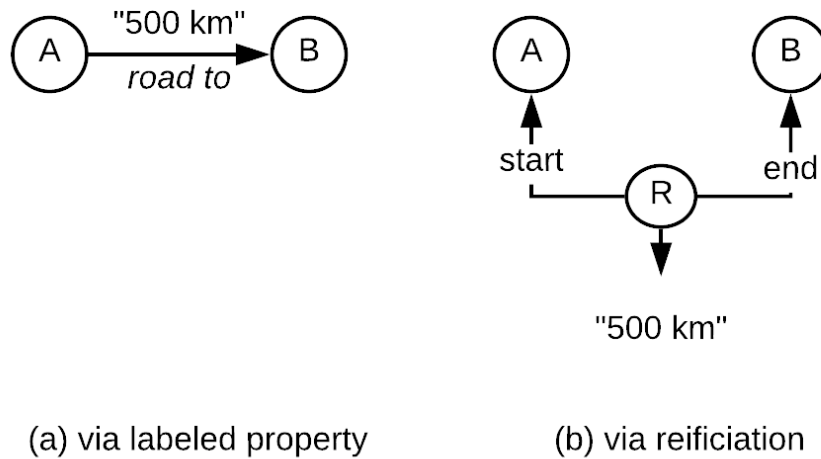 "500 km"
A
B
road to
A
B
start
end
R
"500 km"
(a) via labeled property
(b) via reificiation